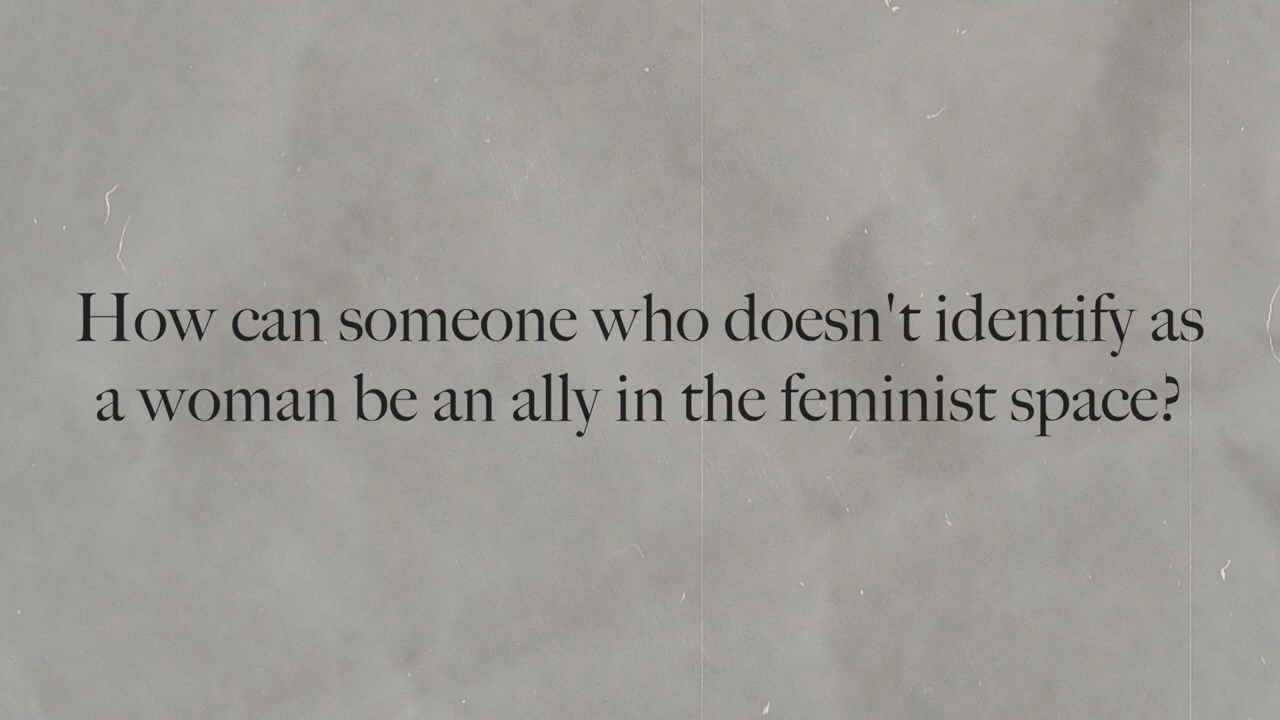 How can someone who doesn't identify as
a woman be an ally in the feminist space?